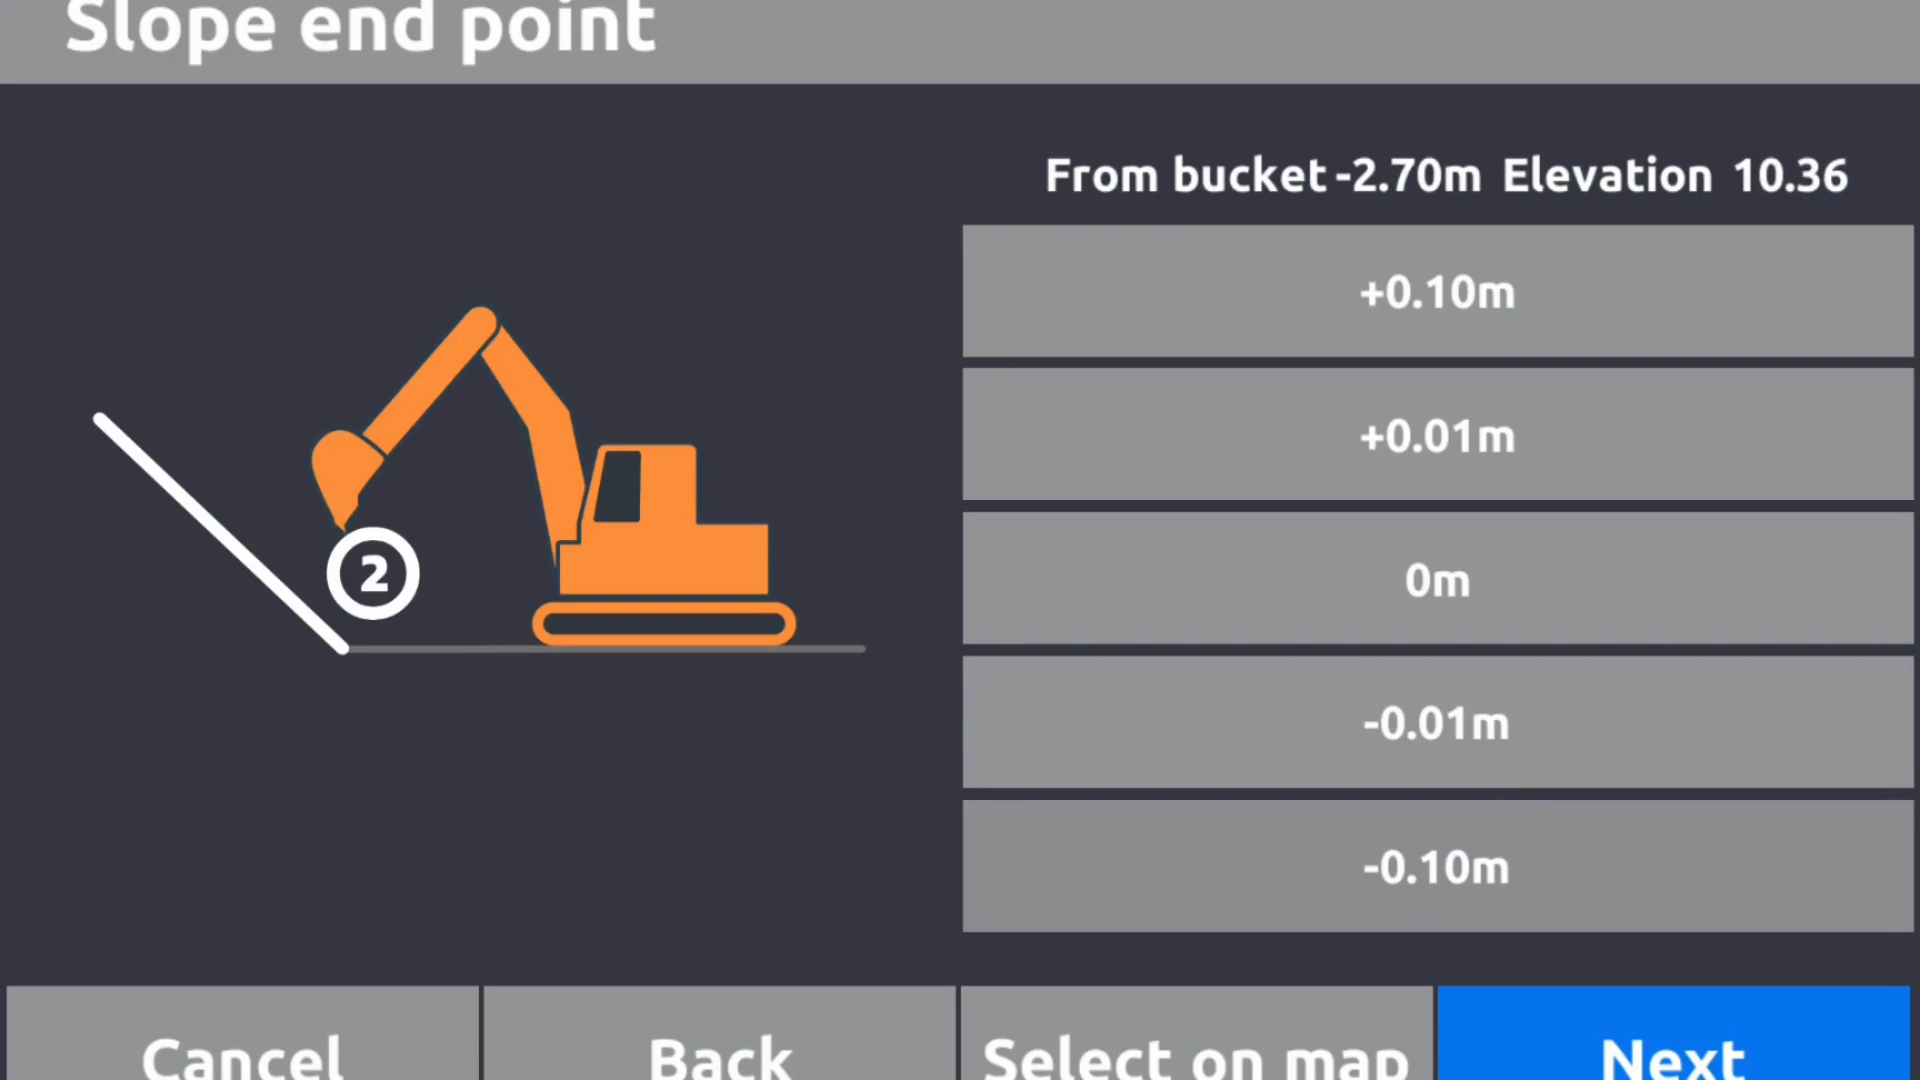 Slope end point
From bucket -2.70m Elevation 10.36
+0.10m
+0.01m
2
0m
-0.01m
-0.10m
Cancel
Back
Select on map
Next